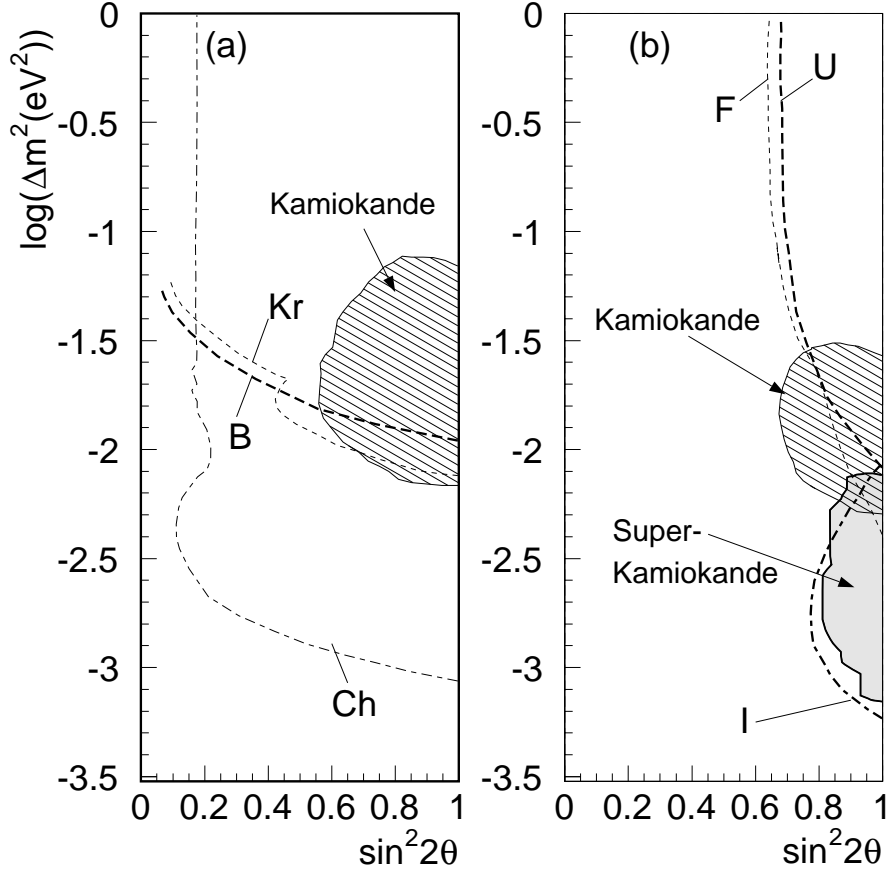 log(Δm²(eV²))
(a)
0
-0.5
-1
-1.5
-2
-2.5
-3
-3.5
Kamiokande
Kr
B
Ch
0 0.2 0.4 0.6 0.8 1
sin²2θ
(b)
0
-0.5
-1
-1.5
-2
-2.5
-3
-3.5
F
U
Kamiokande
Super-
Kamiokande
I
0 0.2 0.4 0.6 0.8 1
sin²2θ